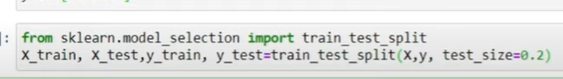 ]: from sklearn.model_selection import train_test_split
X_train, X_test,y_train, y_test=train_test_split(X,y, test_size=0.2)